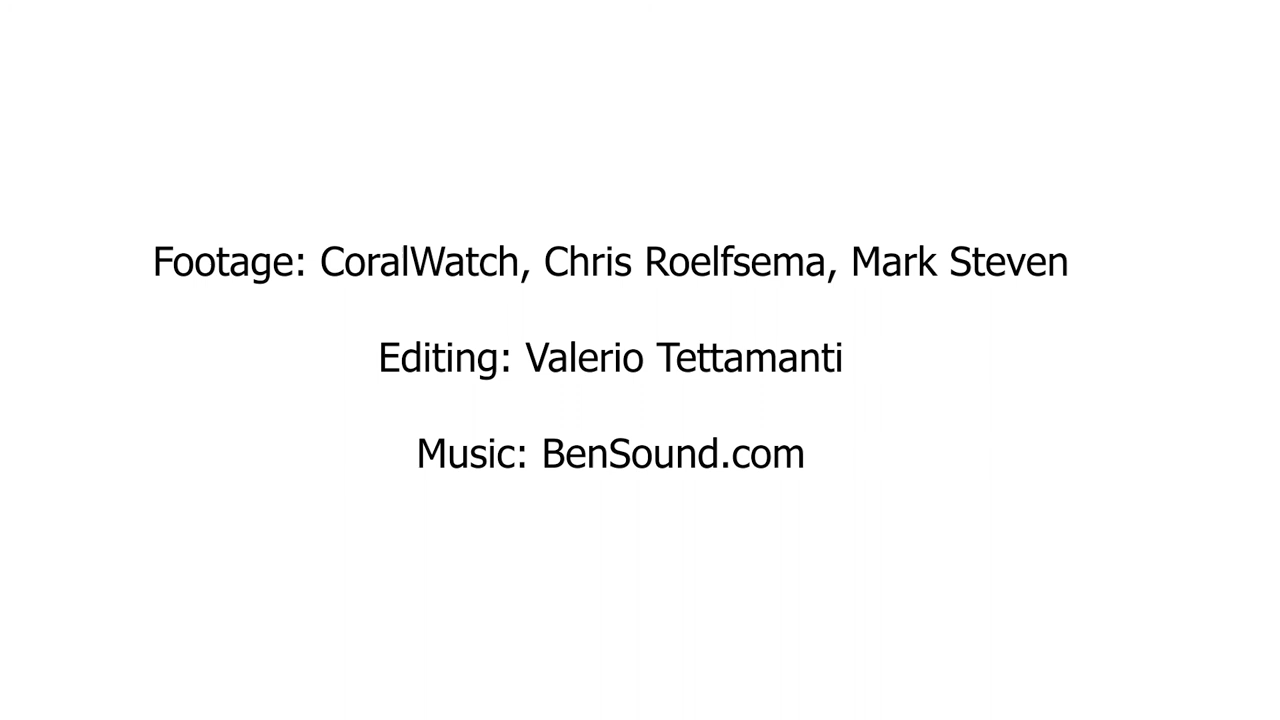 Footage: CoralWatch, Chris Roelfsema, Mark Steven
Editing: Valerio Tettamanti
Music: BenSound.com